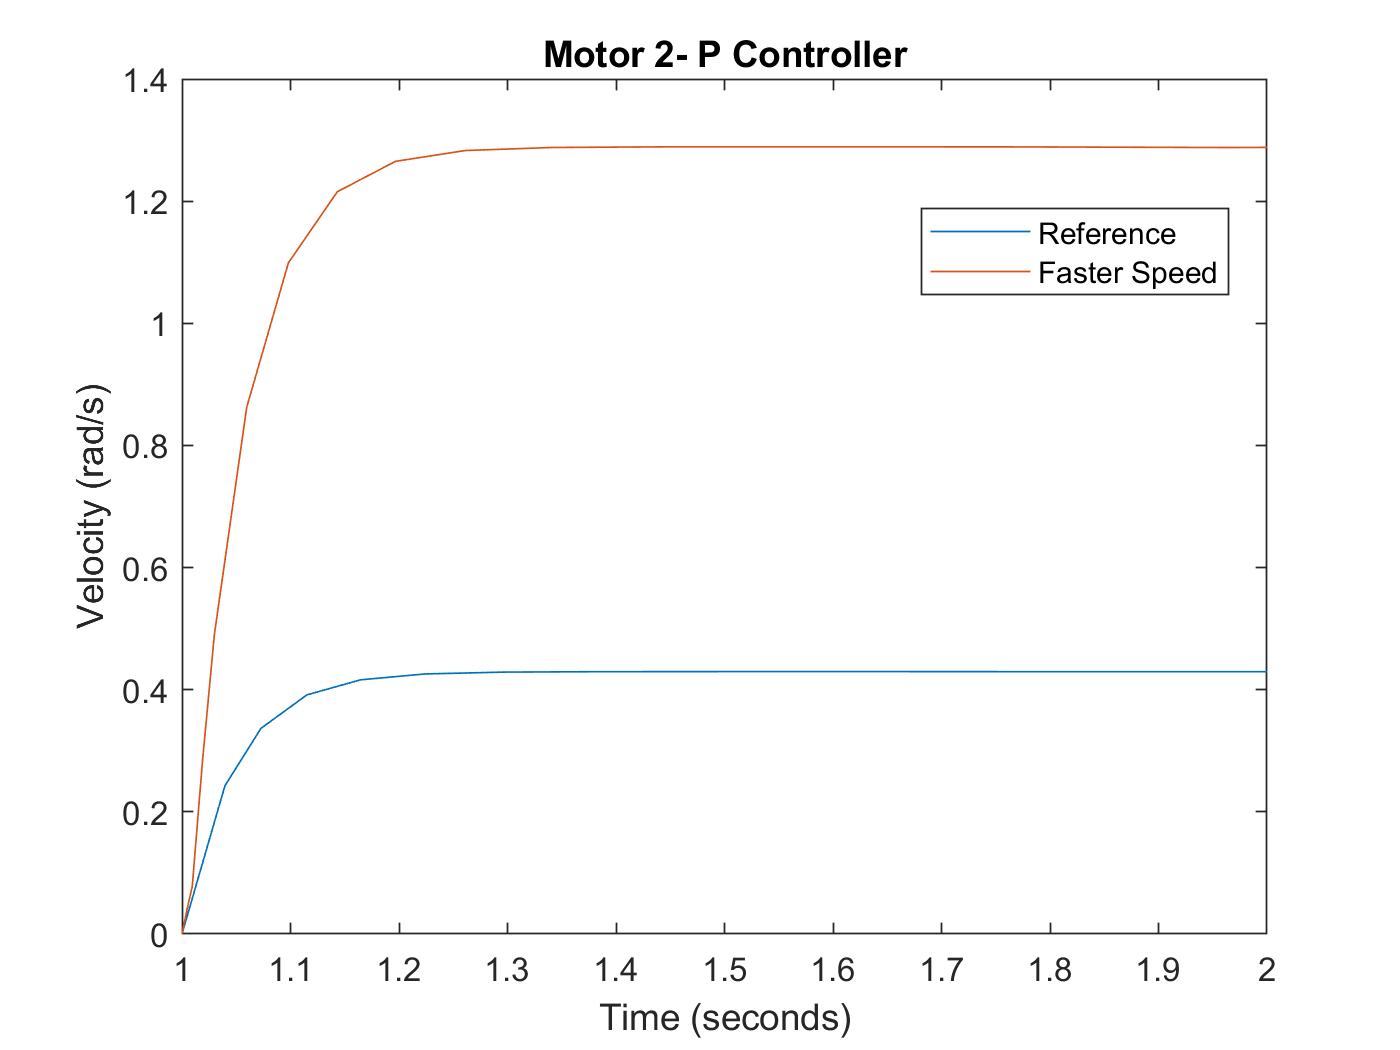 Motor 2- P Controller
1.4
1.2
1
0.8
0.6
0.4
0.2
0
Velocity (rad/s)
Reference
Faster Speed
1 1.1 1.2 1.3 1.4 1.5 1.6 1.7 1.8 1.9 2
Time (seconds)